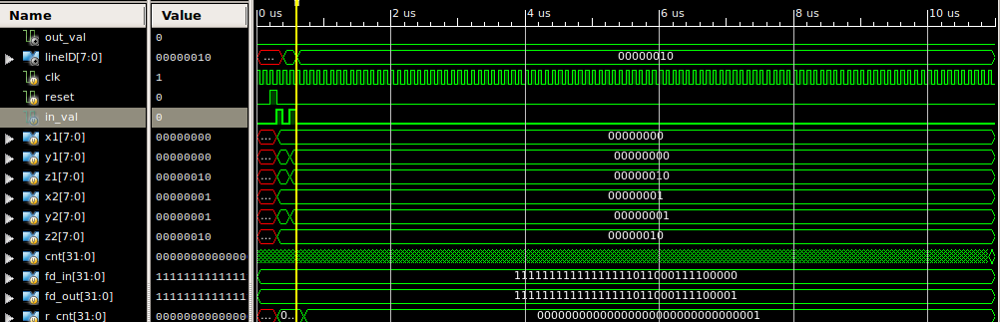 Name Value 0 us 2 us 4 us 6 us 8 us 10 us
out_val 0
lineID[7:0] 00000010 ... 00000010
clk 1
reset 0
in_val 0
x1[7:0] 00000000 ... 00000000
y1[7:0] 00000000 ... 00000000
z1[7:0] 00000010 ... 00000010
x2[7:0] 00000001 ... 00000001
y2[7:0] 00000001 ... 00000001
z2[7:0] 00000010 ... 00000010
cnt[31:0] 0000000000000
fd_in[31:0] 1111111111111 11111111111111111011000111100000
fd_out[31:0] 1111111111111 11111111111111111011000111100001
r_cnt[31:0] 0000000000000 ... 0... 00000000000000000000000000000001